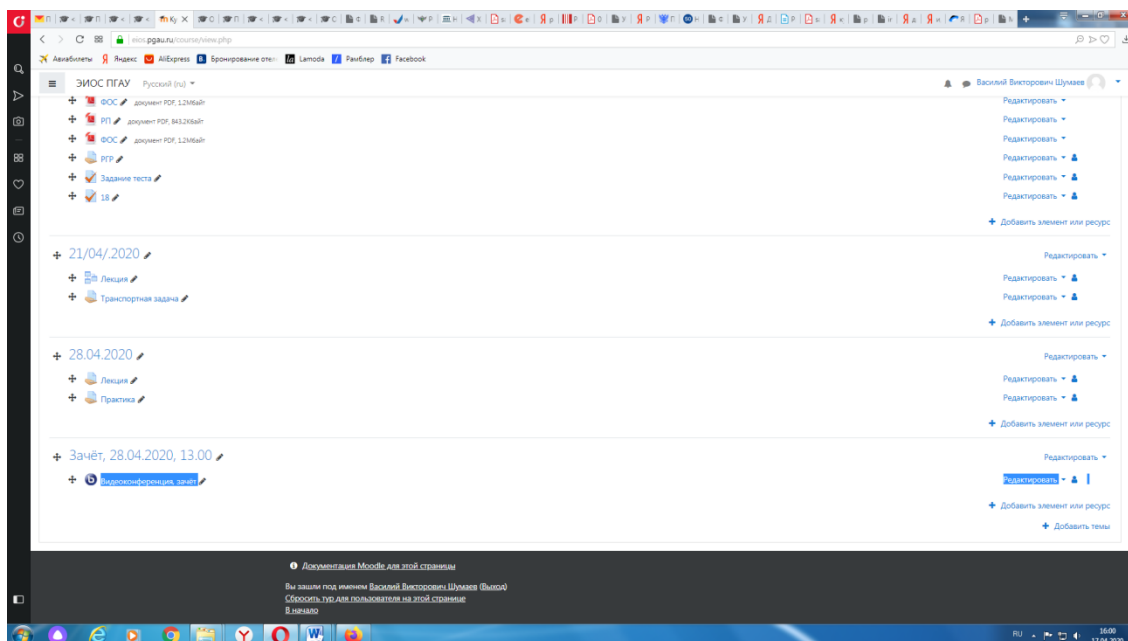 eios.pgau.ru/course/view.php
Авиабилеты Яндекс AliExpress Бронирование отел Lamoda Рамблер Facebook
ЭИОС ПГАУ Русский (ru) Василий Викторович Шумаев
ФОС документ PDF, 1.2Мбайт Редактировать
РП документ PDF, 843.2Кбайт Редактировать
ФОС документ PDF, 1.2Мбайт Редактировать
РГР Редактировать
Задание теста Редактировать
18 Редактировать
Добавить элемент или ресурс
21/04/.2020 Редактировать
Лекция Редактировать
Транспортная задача Редактировать
Добавить элемент или ресурс
28.04.2020 Редактировать
Лекция Редактировать
Практика Редактировать
Добавить элемент или ресурс
Зачёт, 28.04.2020, 13.00 Редактировать
Видеоконференция, зачёт Редактировать
Добавить элемент или ресурс
Добавить темы
Документация Moodle для этой страницы
Вы зашли под именем Василий Викторович Шумаев (Выход)
Сбросить тур для пользователя на этой странице
В начало
RU 16:00
17.04.2020